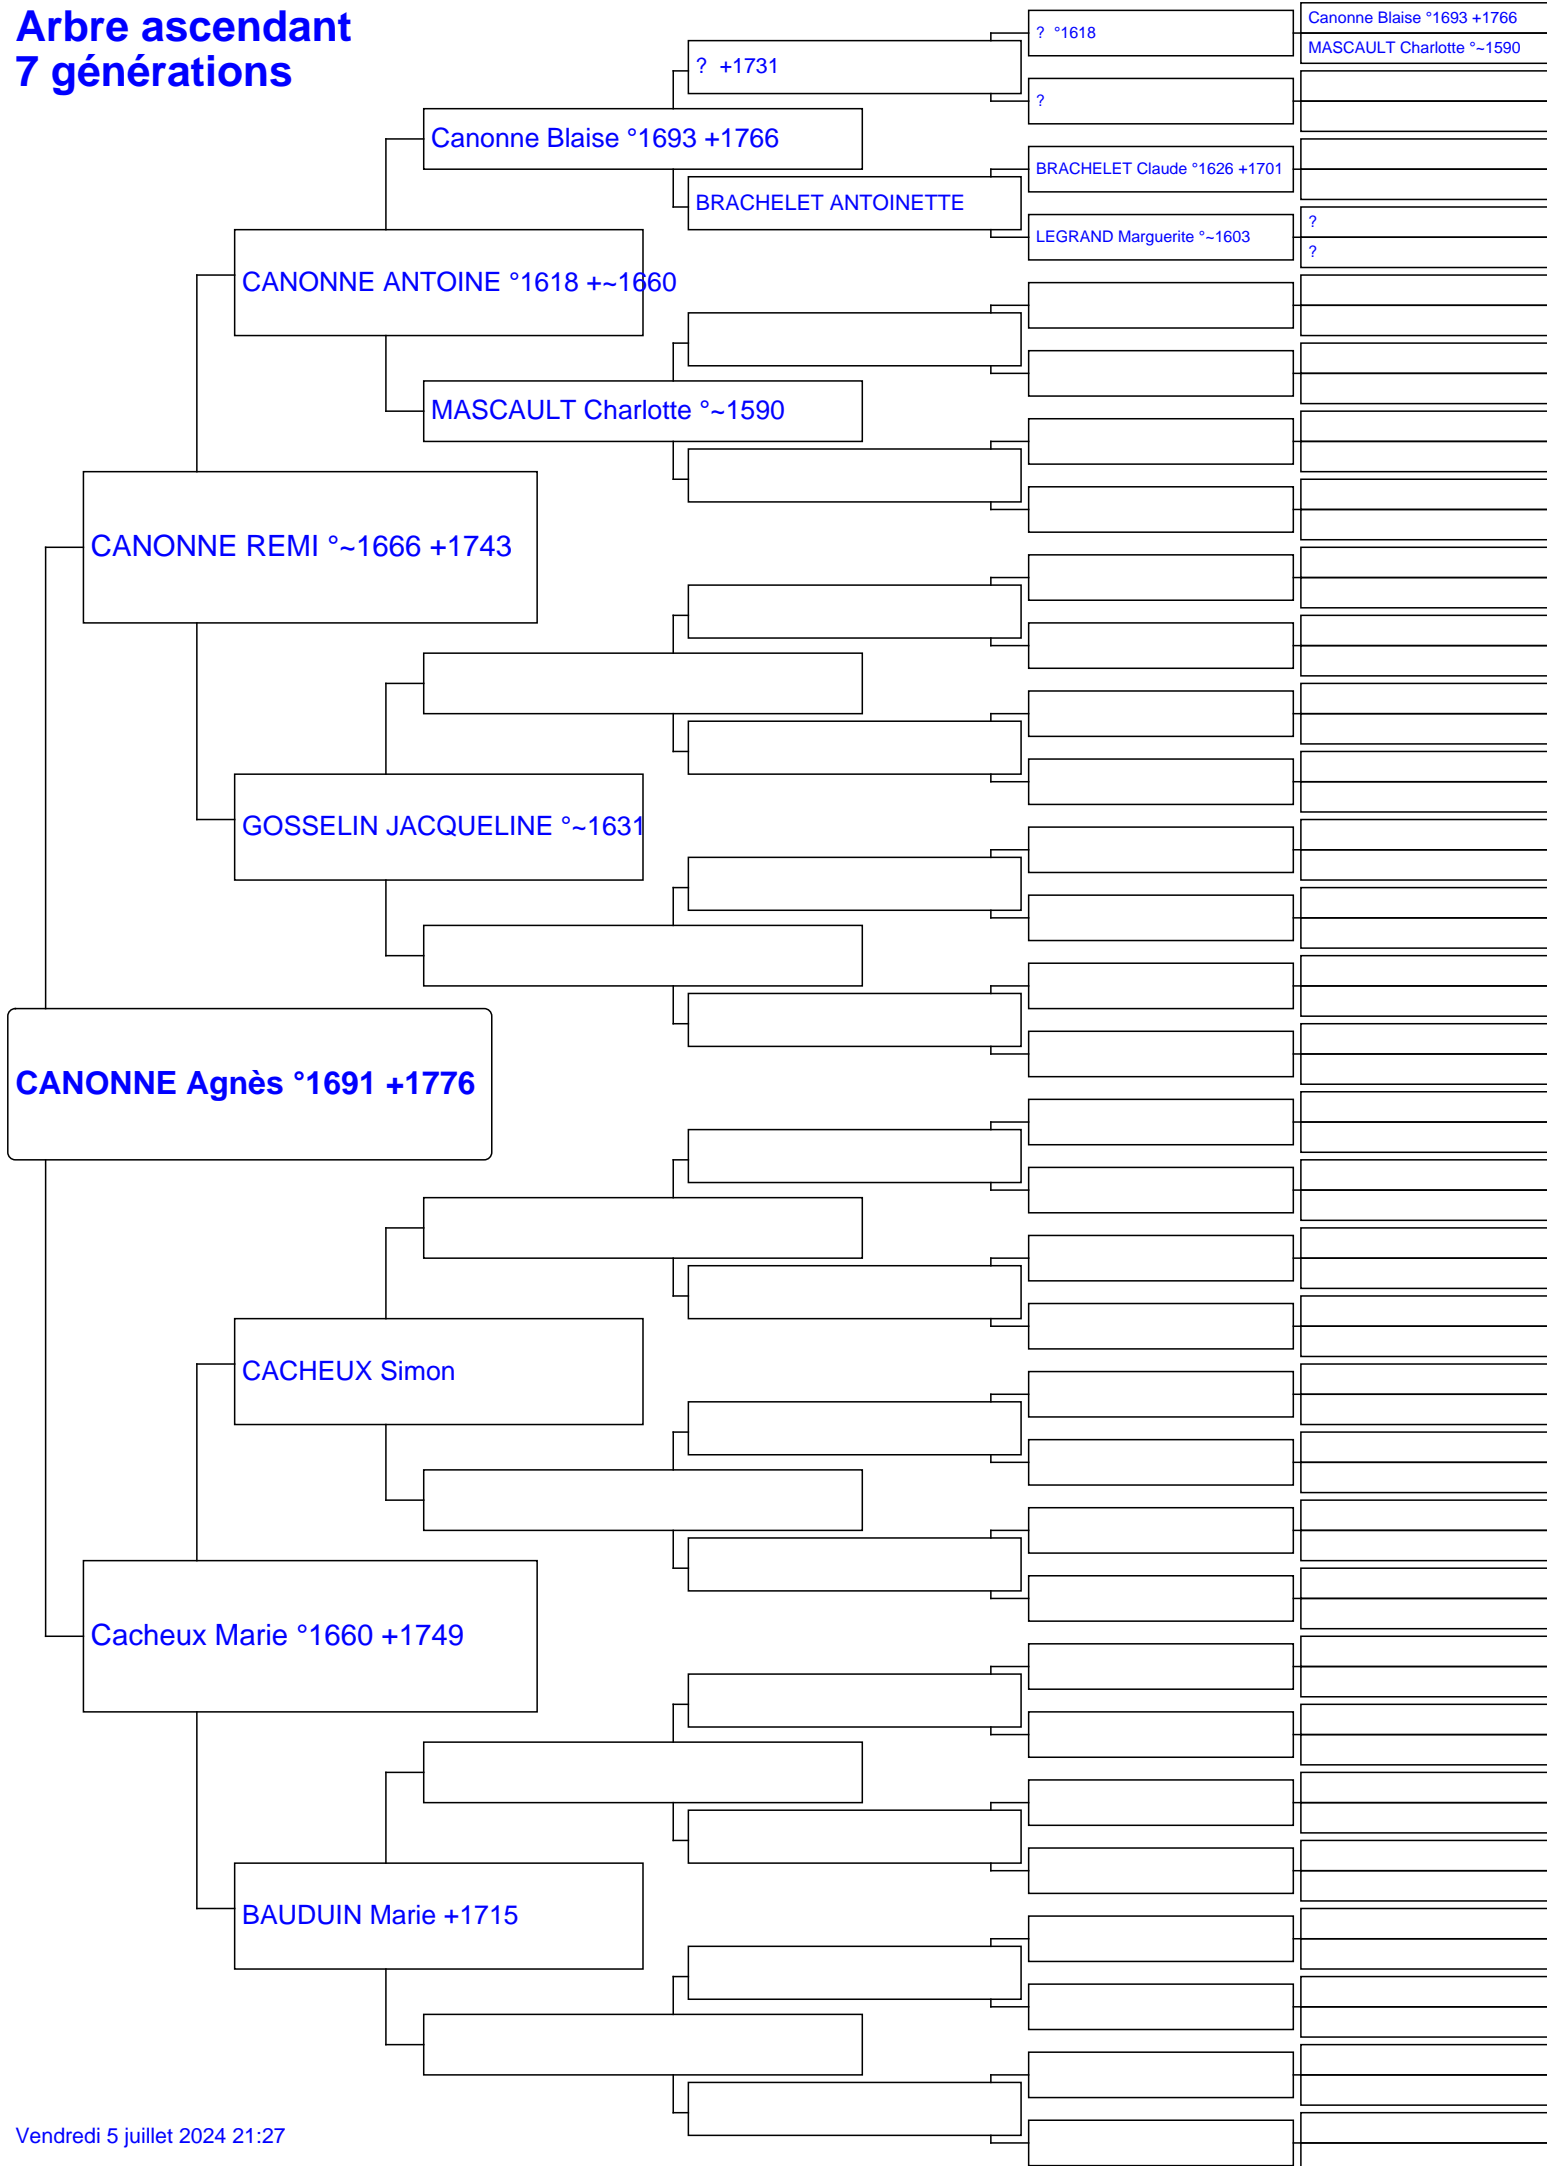 Arbre ascendant
7 générations
? °1618
Canonne Blaise °1693 +1766
MASCAULT Charlotte °~1590
? +1731
?
Canonne Blaise °1693 +1766
BRACHELET Claude °1626 +1701
BRACHELET ANTOINETTE
LEGRAND Marguerite °~1603
?
?
CANONNE ANTOINE °1618 +~1660
MASCAULT Charlotte °~1590
CANONNE REMI °~1666 +1743
GOSSELIN JACQUELINE °~1631
CANONNE Agnès °1691 +1776
CACHEUX Simon
Cacheux Marie °1660 +1749
BAUDUIN Marie +1715
Vendredi 5 juillet 2024 21:27